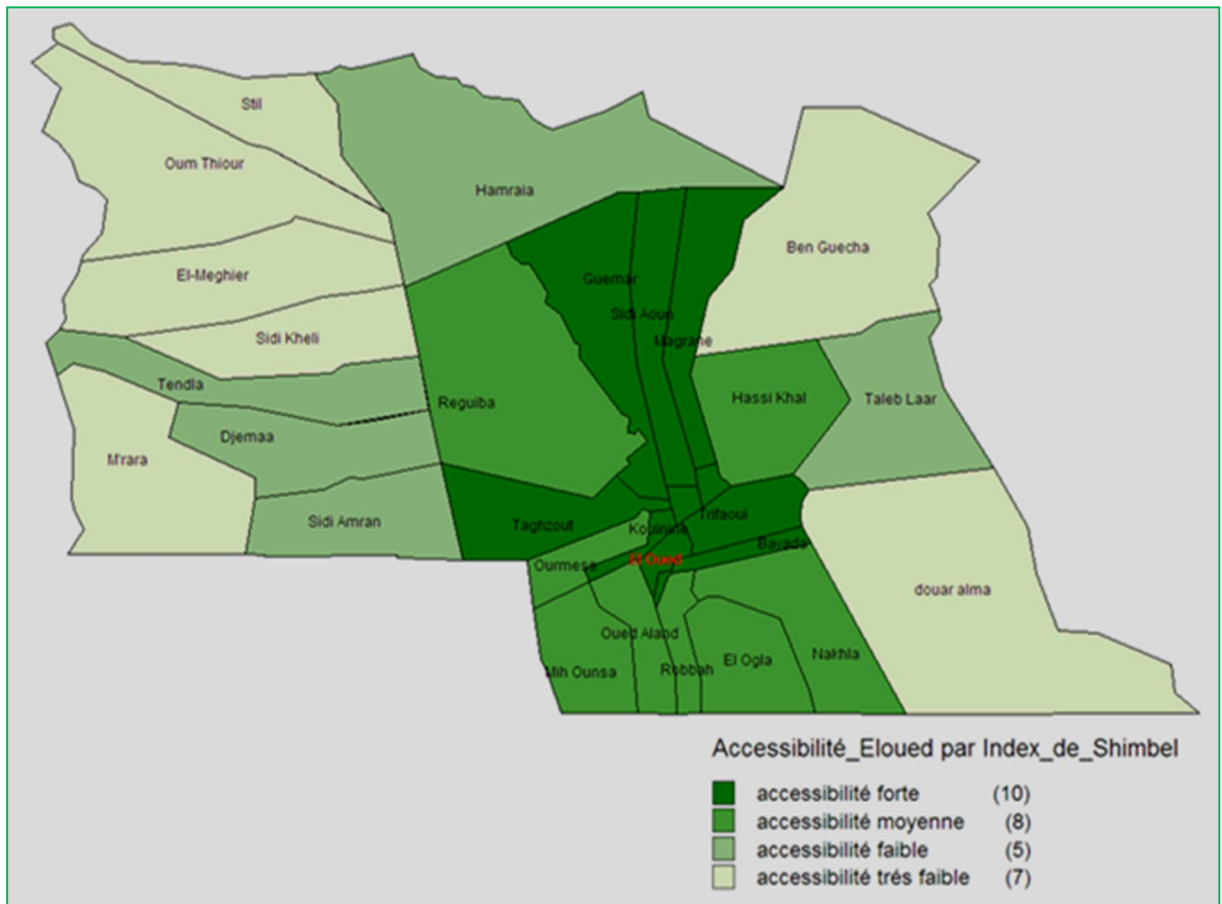 Stil
Oum Thiour
Hamraia
Ben Guecha
El-Meghier
Guemar
Sidi Aoun
Sidi Kheli
Magrane
Tendla
Reguiba
Hassi Khal
Taleb Laar
Djemaa
M'rara
Sidi Amran
Taghzout
Kouinine
Trifaoui
Bayada
El Oued
Ourmesa
douar alma
Oued Aland
Mih Ounsa
Robbah
El Ogla
Nakhla
Accessibilité_Eloued par Index_de_Shimbel
accessibilité forte (10)
accessibilité moyenne (8)
accessibilité faible (5)
accessibilité trés faible (7)